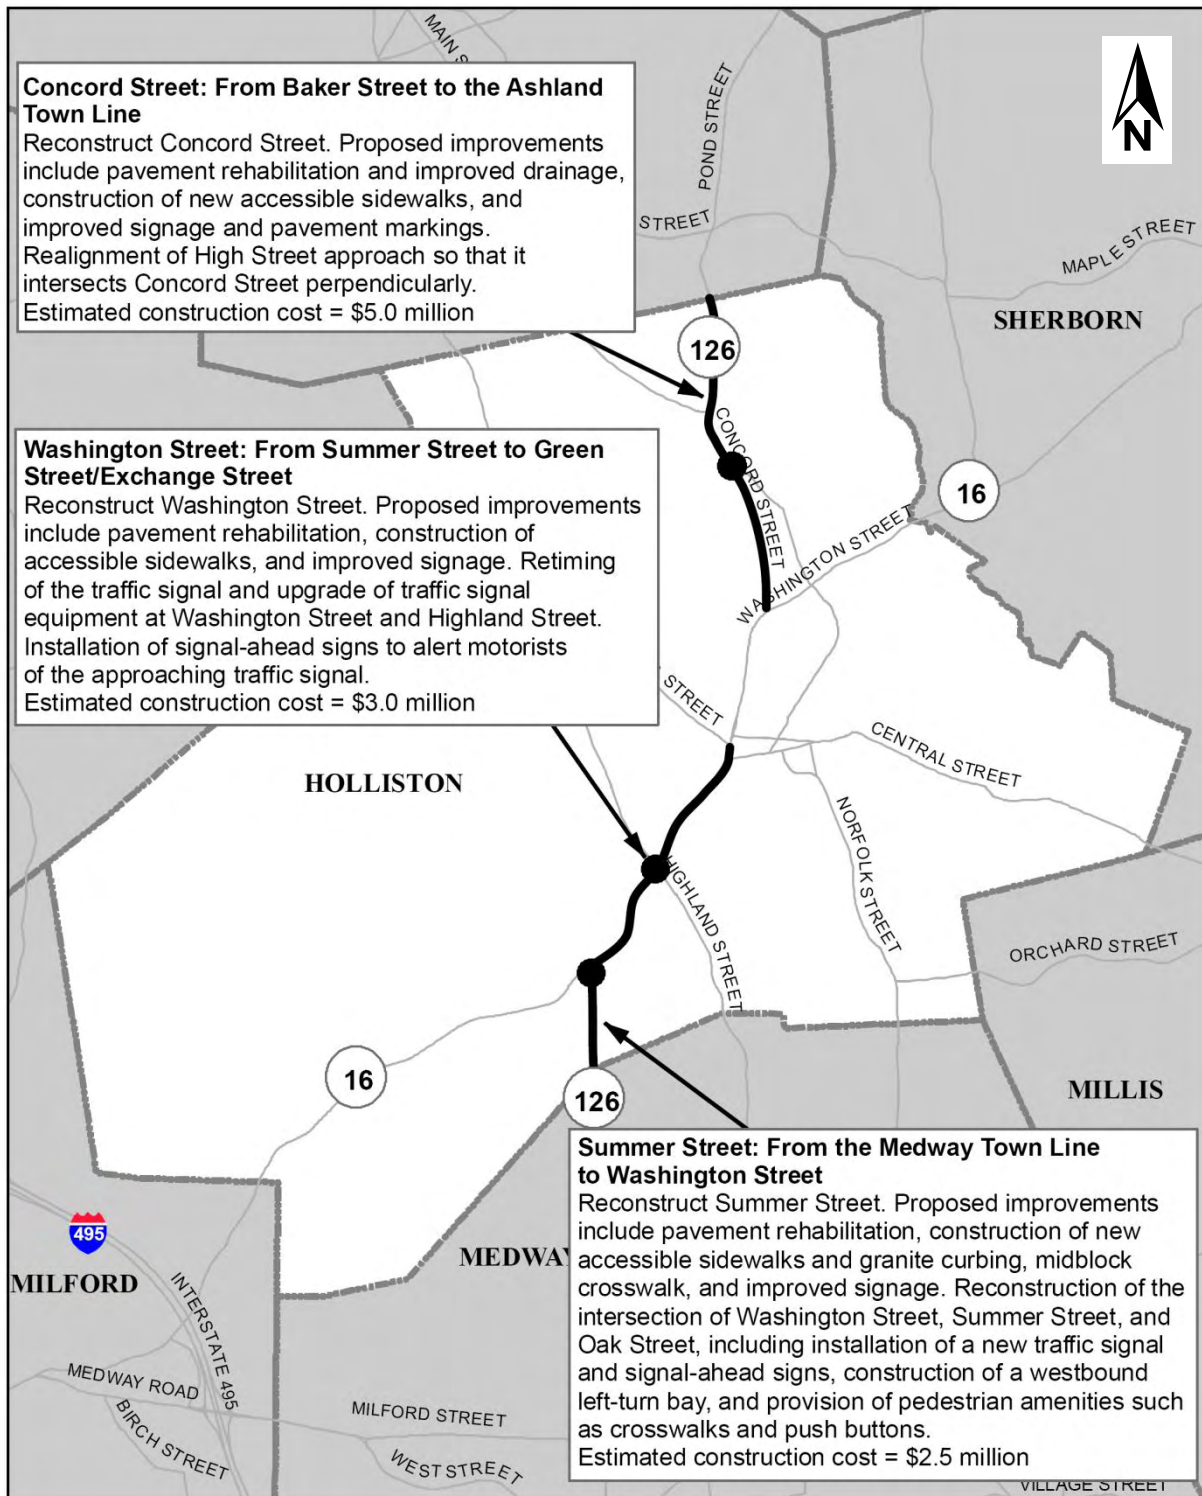 MAIN S
Concord Street: From Baker Street to the Ashland
Town Line
Reconstruct Concord Street. Proposed improvements
include pavement rehabilitation and improved drainage,
construction of new accessible sidewalks, and
improved signage and pavement markings.
Realignment of High Street approach so that it
intersects Concord Street perpendicularly.
Estimated construction cost = $5.0 million
POND STREET
N
STREET
MAPLE STREET
SHERBORN
126
CONCORD STREET
16
WASHINGTON STREET
Washington Street: From Summer Street to Green
Street/Exchange Street
Reconstruct Washington Street. Proposed improvements
include pavement rehabilitation, construction of
accessible sidewalks, and improved signage. Retiming
of the traffic signal and upgrade of traffic signal
equipment at Washington Street and Highland Street.
Installation of signal-ahead signs to alert motorists
of the approaching traffic signal.
Estimated construction cost = $3.0 million
STREET
CENTRAL STREET
HOLLISTON
NORFOLK STREET
HIGHLAND STREET
ORCHARD STREET
16
126
MILLIS
Summer Street: From the Medway Town Line
to Washington Street
Reconstruct Summer Street. Proposed improvements
include pavement rehabilitation, construction of new
accessible sidewalks and granite curbing, midblock
crosswalk, and improved signage. Reconstruction of the
intersection of Washington Street, Summer Street, and
Oak Street, including installation of a new traffic signal
and signal-ahead signs, construction of a westbound
left-turn bay, and provision of pedestrian amenities such
as crosswalks and push buttons.
Estimated construction cost = $2.5 million
495
MEDWAY
MILFORD
INTERSTATE 495
MEDWAY ROAD
BIRCH STREET
MILFORD STREET
WEST STREET
VILLAGE STREET